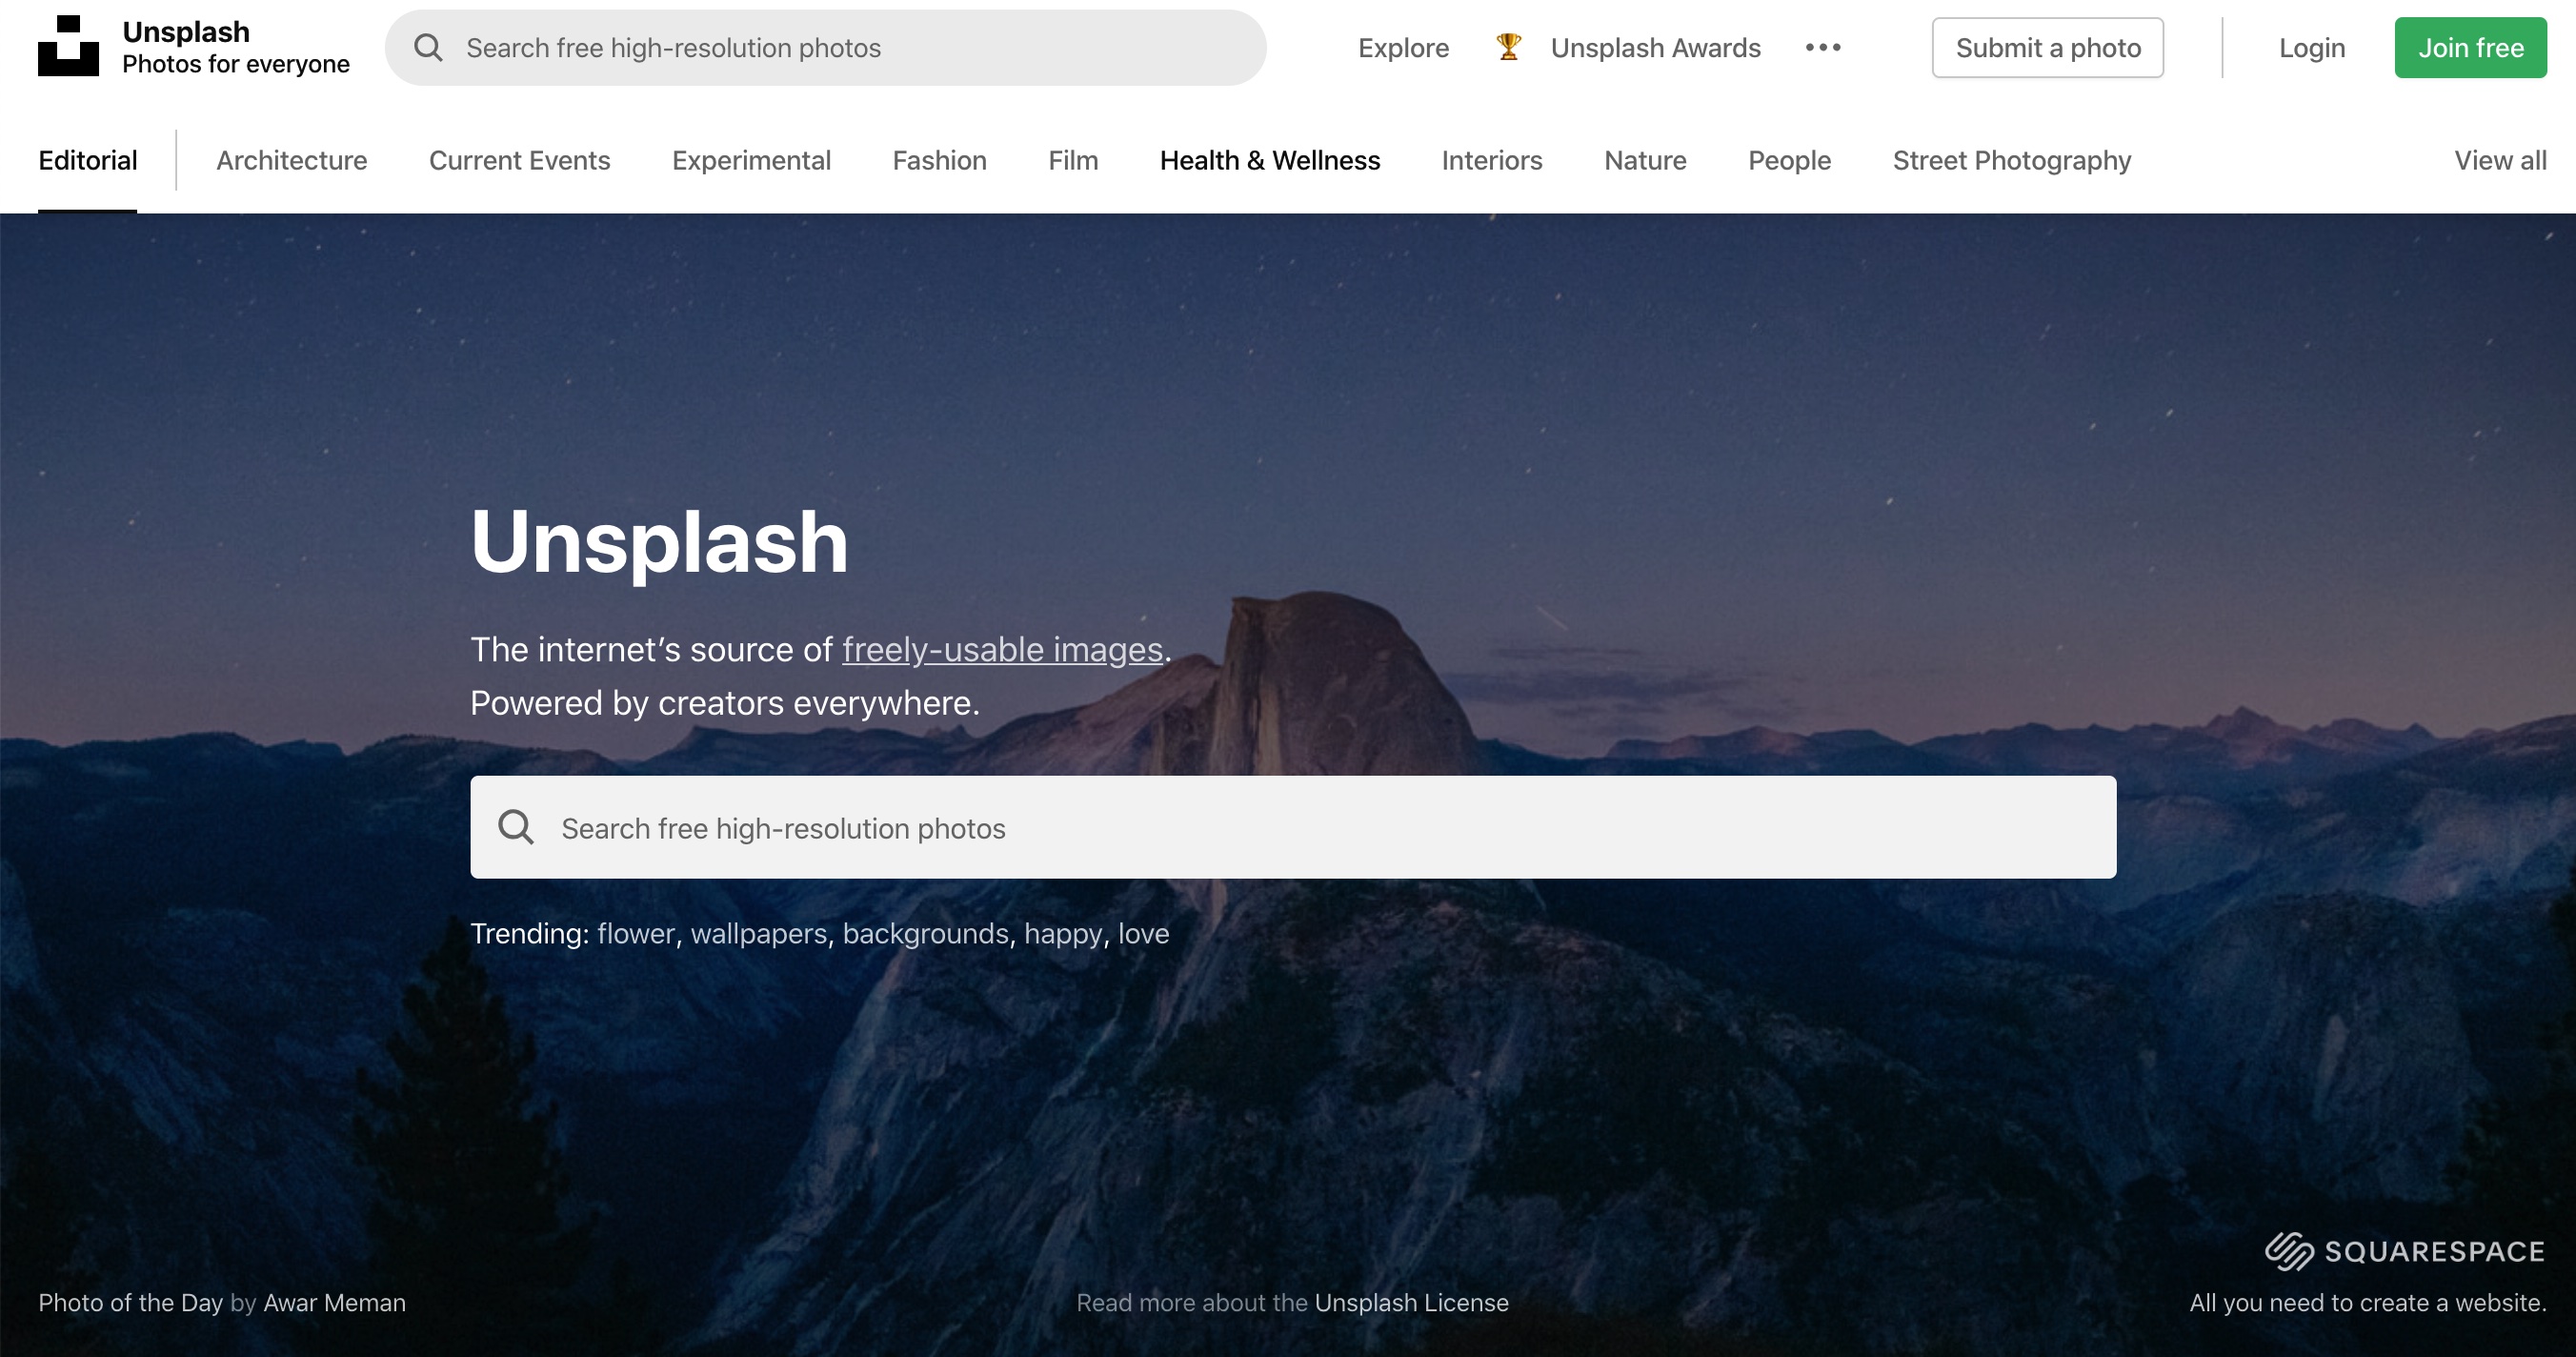 Unsplash
Photos for everyone
Search free high-resolution photos
Explore
Unsplash Awards
Submit a photo
Login
Join free
Editorial
Architecture
Current Events
Experimental
Fashion
Film
Health & Wellness
Interiors
Nature
People
Street Photography
View all
Unsplash
The internet’s source of freely-usable images.
Powered by creators everywhere.
Search free high-resolution photos
Trending: flower, wallpapers, backgrounds, happy, love
Photo of the Day by Awar Meman
Read more about the Unsplash License
SQUARESPACE
All you need to create a website.